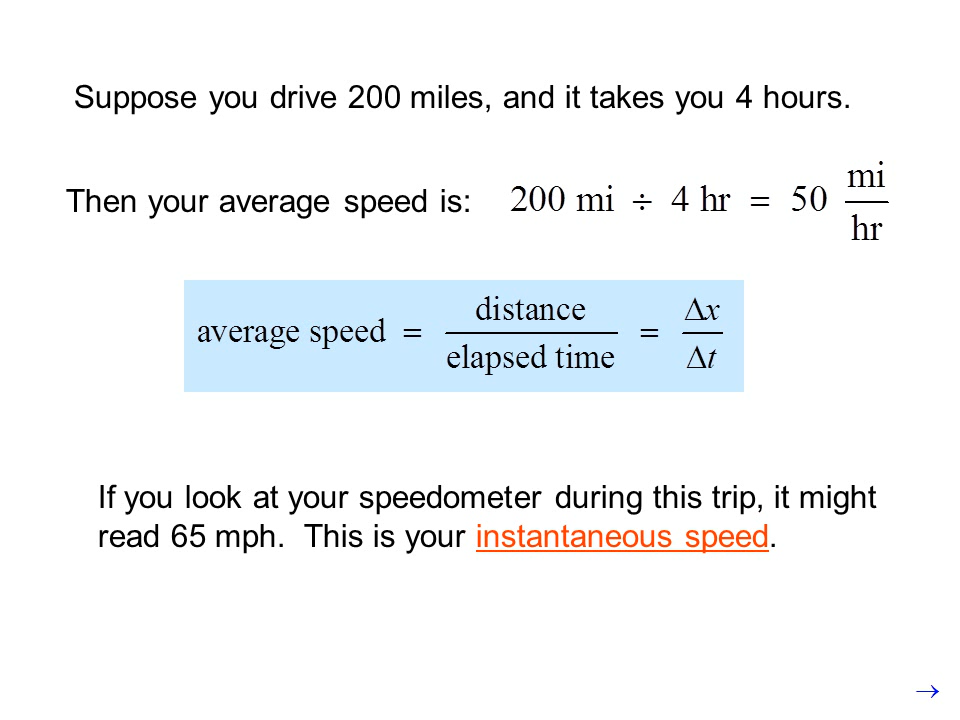 Suppose you drive 200 miles, and it takes you 4 hours.
Then your average speed is: 200 mi ÷ 4 hr = 50 mi/hr
average speed = distance/elapsed time = Δx/Δt
If you look at your speedometer during this trip, it might
read 65 mph. This is your instantaneous speed.
→